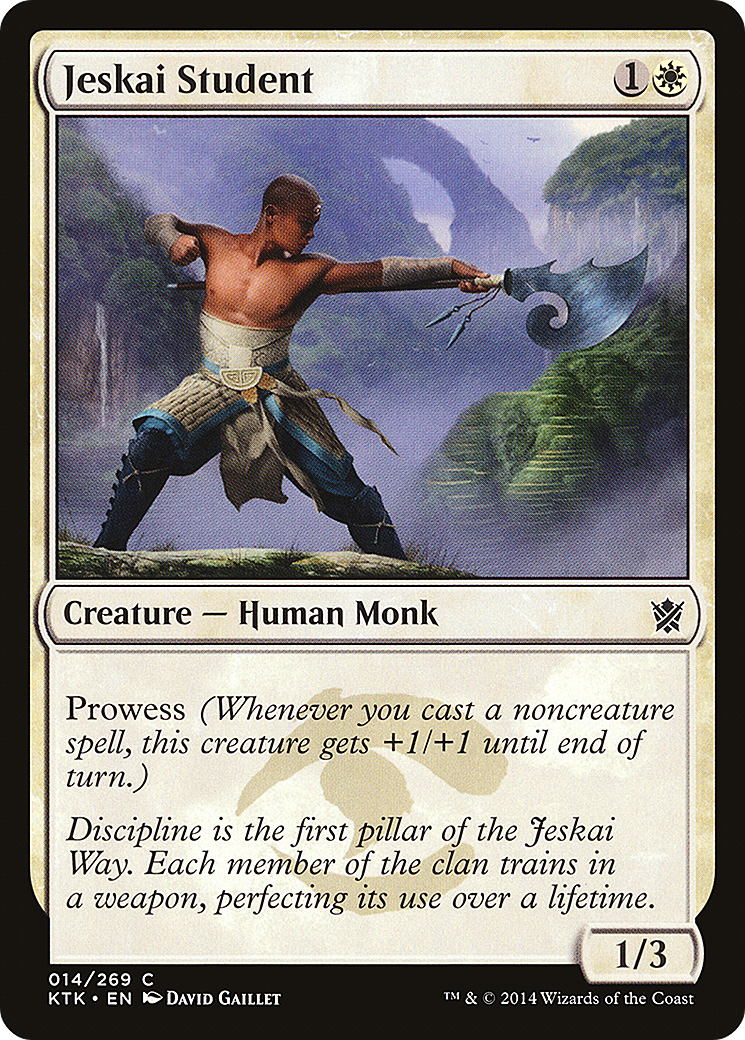 Jeskai Student 1
Creature — Human Monk
Prowess (Whenever you cast a noncreature
spell, this creature gets +1/+1 until end of
turn.)
Discipline is the first pillar of the Jeskai
Way. Each member of the clan trains in
a weapon, perfecting its use over a lifetime.
1/3
014/269 C
KTK • EN DAVID GAILLET
™ & © 2014 Wizards of the Coast